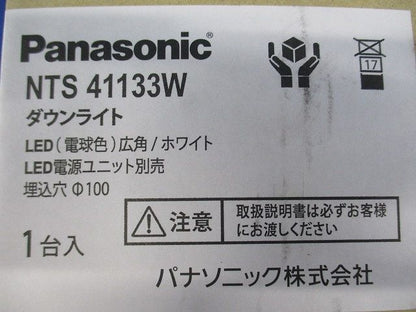 Panasonic®
NTS 41133W
ダウンライト
LED(電球色)広角/ホワイト
LED電源ユニット別売
埋込穴 Φ100
17
注意
取扱説明書は必ずお客様
にお渡しください
1台入
パナソニック株式会社